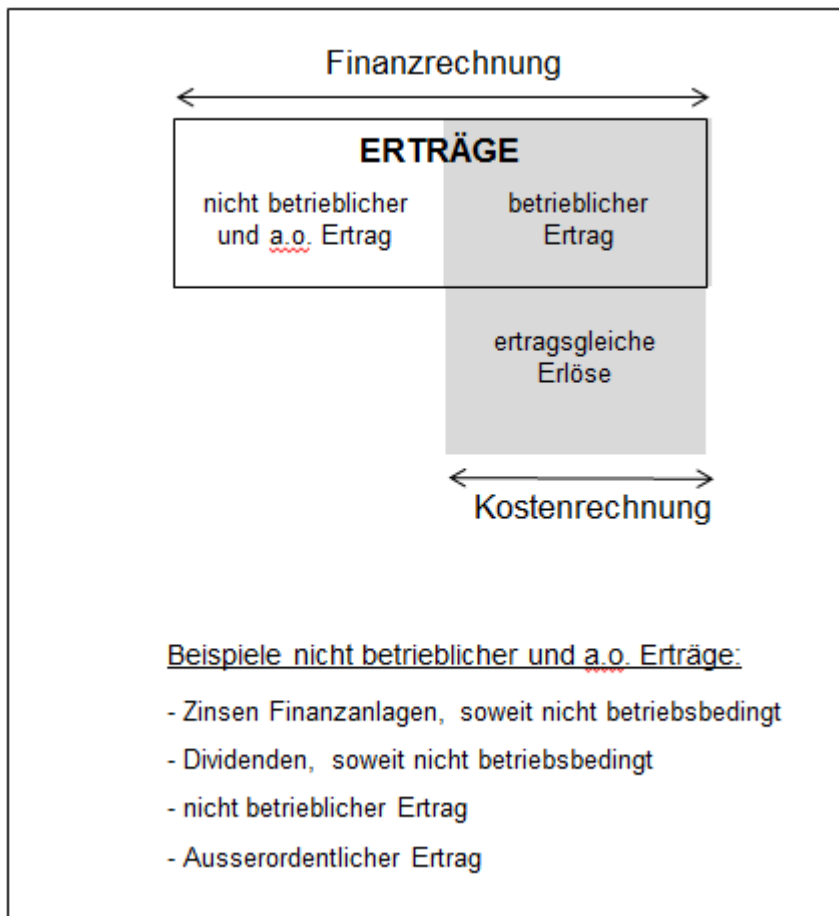 Finanzrechnung
ERTRÄGE
nicht betrieblicher
und a.o. Ertrag
betrieblicher
Ertrag
ertragsgleiche
Erlöse
Kostenrechnung
Beispiele nicht betrieblicher und a.o. Erträge:
- Zinsen Finanzanlagen, soweit nicht betriebsbedingt
- Dividenden, soweit nicht betriebsbedingt
- nicht betrieblicher Ertrag
- Ausserordentlicher Ertrag